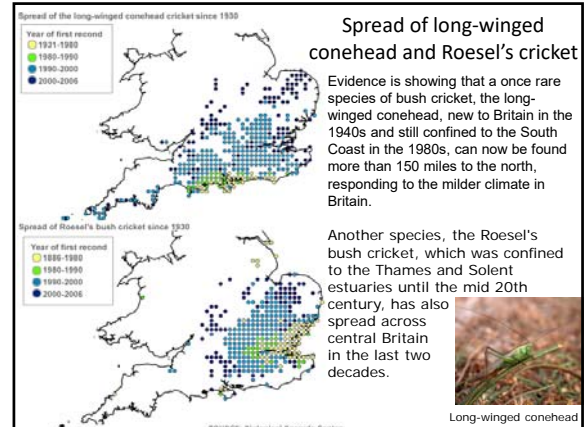 Spread of the long-winged conehead cricket since 1930
Year of first recond
1931-1980
1980-1990
1990-2000
2000-2006
Spread of Roesel's bush cricket since 1930
Year of first recond
1886-1980
1980-1990
1990-2000
2000-2006
Spread of long-winged
conehead and Roesel's cricket
Evidence is showing that a once rare
species of bush cricket, the long-
winged conehead, new to Britain in the
1940s and still confined to the South
Coast in the 1980s, can now be found
more than 150 miles to the north,
responding to the milder climate in
Britain.
Another species, the Roesel's
bush cricket, which was confined
to the Thames and Solent
estuaries until the mid 20th
century, has also
spread across
central Britain
in the last two
decades.
Long-winged conehead